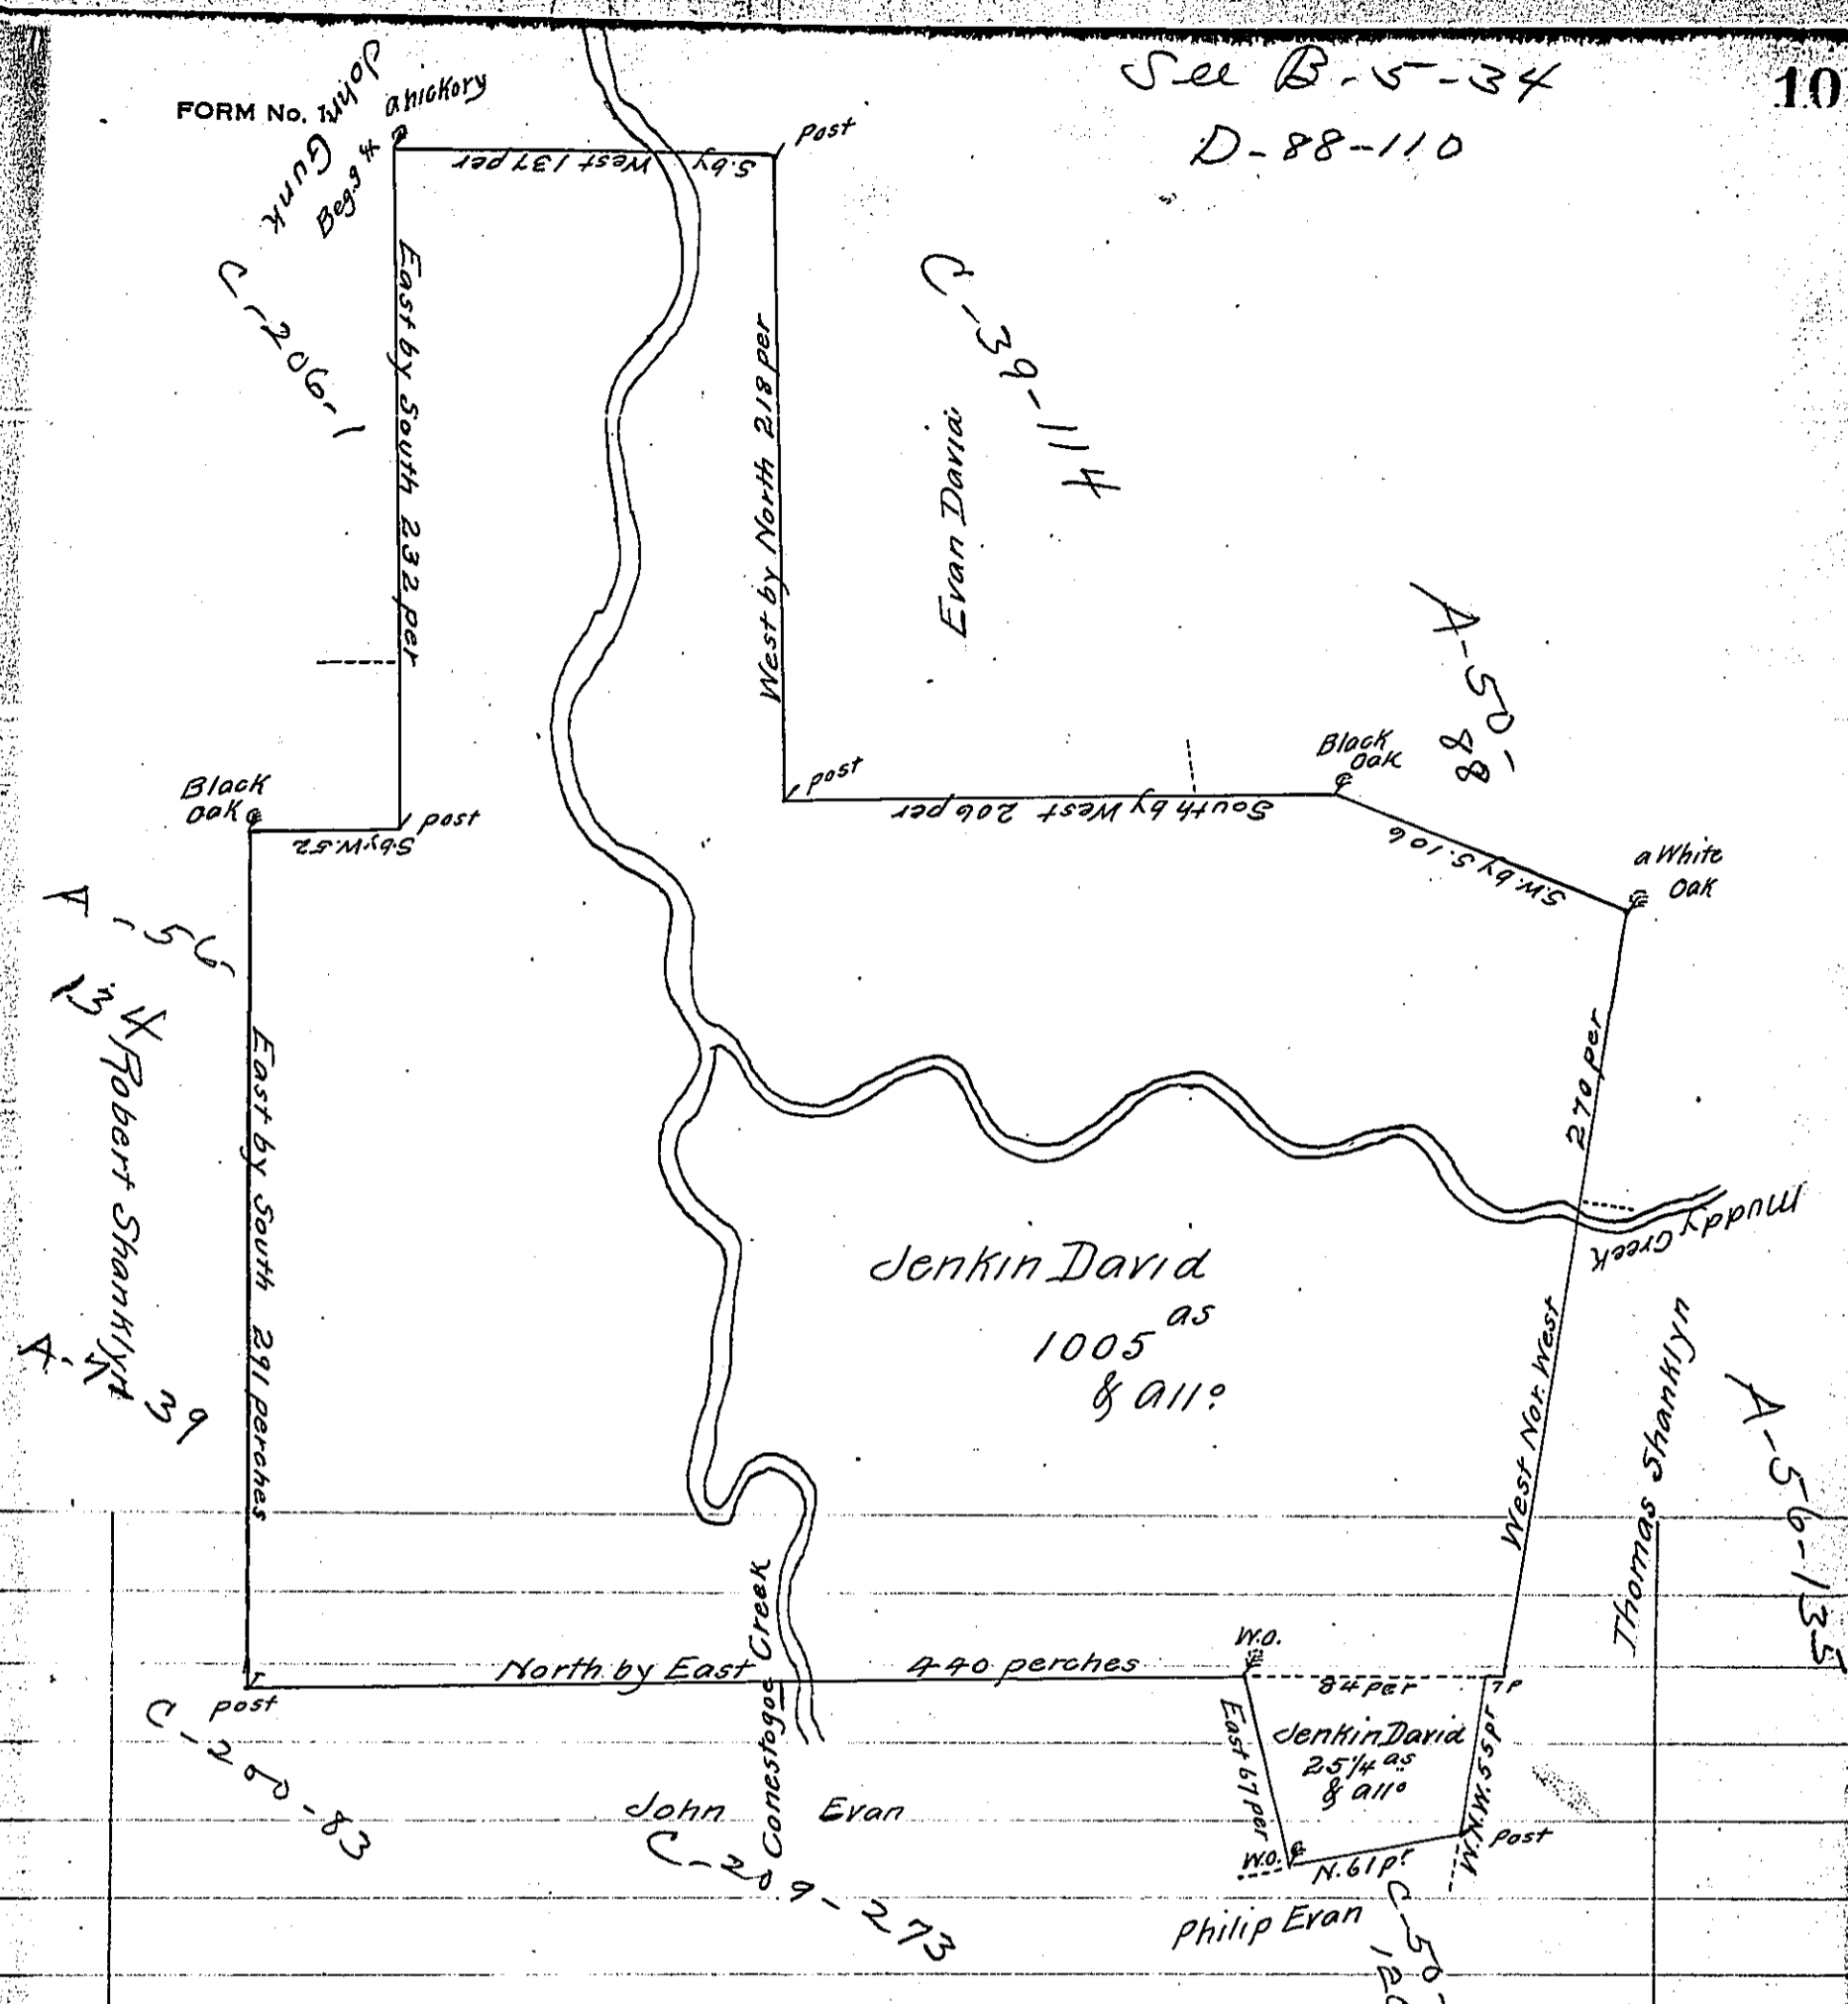 See B-5-34
10
FORM No. 1
D-88-110
John Gunk
a hickory
Beg.g *
Post
S. by West 137 per
C-206-1
East by South 232 per
West by North 218 per
C-39-114
Evan David
A-50-
88
Black
Oak
post
South by West 206 per
S.W. by S. 106
a White
Oak
Black
Oak
post
S. by W. 52
A-56-
134
Robert Shanklyn
39
East by South 291 perches
270 per
West Nor. West
Muddy Creek
Jenkin David
1005 as
& all°
Thomas Shanklyn
A-56-135
Conestogoe Creek
North by East 440 perches
post
W.O.
84 per
7P
East 67 per
Jenkin David
25 1/4 as
& all°
W.N.W. 55 pr
Post
W.O.
N. 61 pr
John Evan
Philip Evan